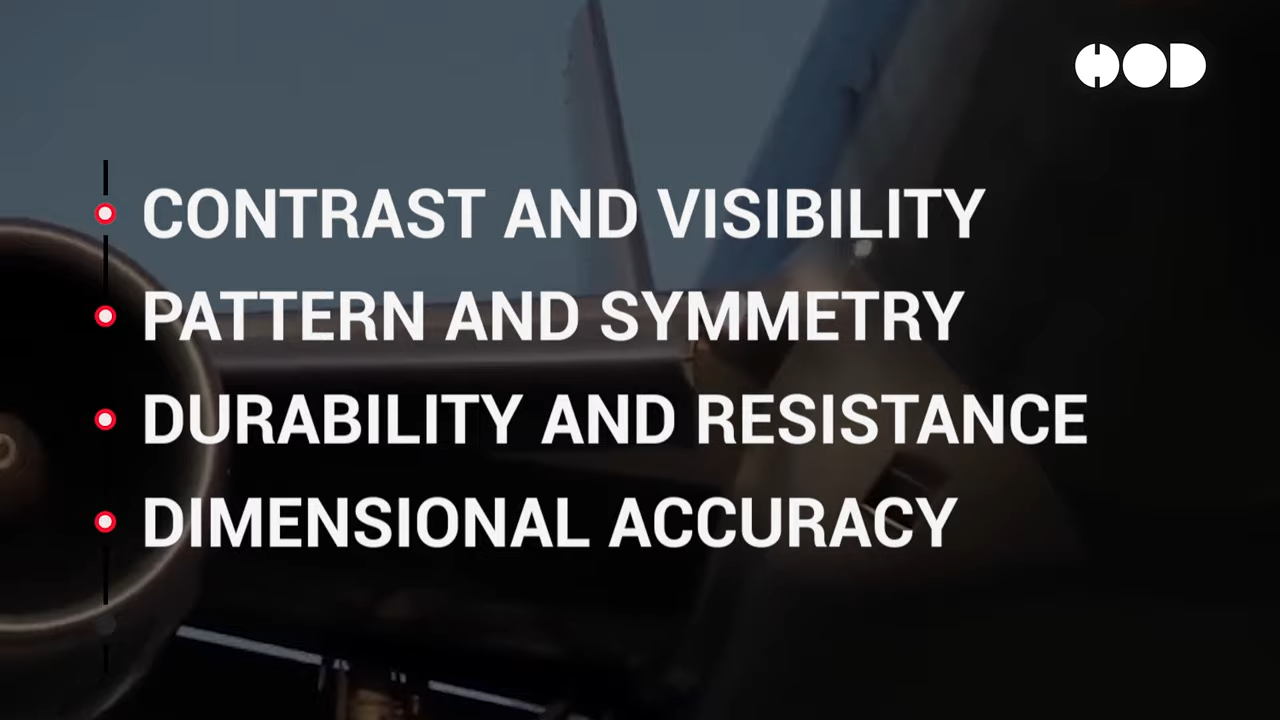 HOD
CONTRAST AND VISIBILITY
PATTERN AND SYMMETRY
DURABILITY AND RESISTANCE
DIMENSIONAL ACCURACY